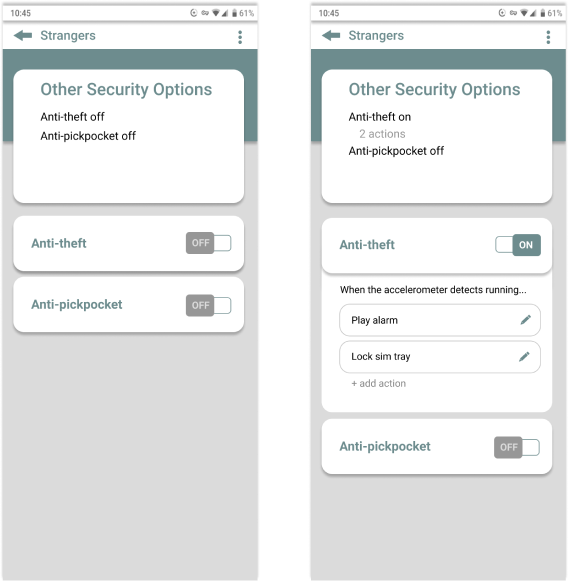 10:45
61%
Strangers
Other Security Options
Anti-theft off
Anti-pickpocket off
Anti-theft
OFF
Anti-pickpocket
OFF
10:45
61%
Strangers
Other Security Options
Anti-theft on
2 actions
Anti-pickpocket off
Anti-theft
ON
When the accelerometer detects running...
Play alarm
Lock sim tray
+ add action
Anti-pickpocket
OFF